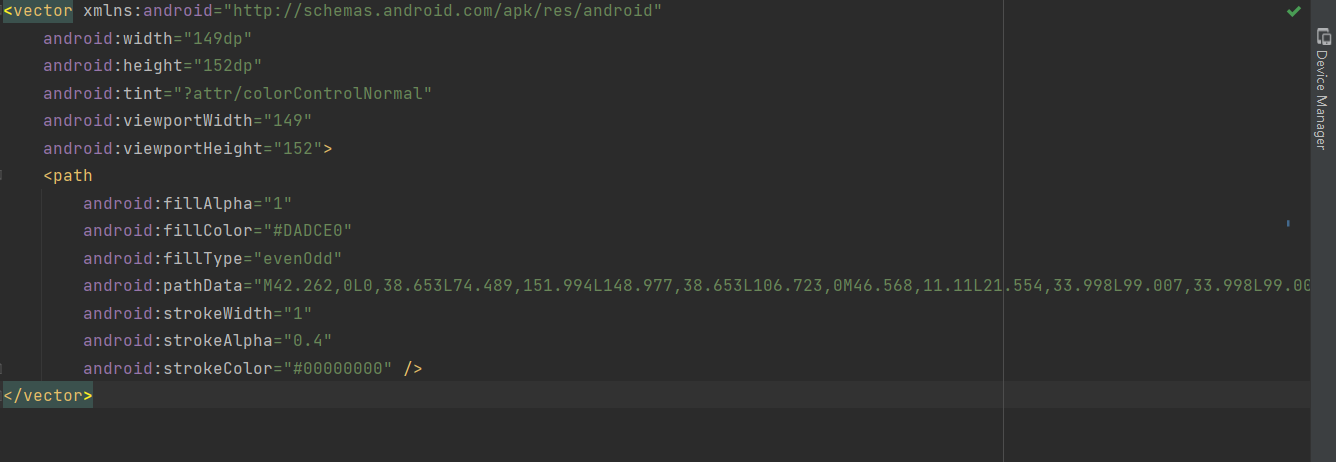 <vector xmlns:android="http://schemas.android.com/apk/res/android"
    android:width="149dp"
    android:height="152dp"
    android:tint="?attr/colorControlNormal"
    android:viewportWidth="149"
    android:viewportHeight="152">
    <path
        android:fillAlpha="1"
        android:fillColor="#DADCE0"
        android:fillType="evenOdd"
        android:pathData="M42.262,0L0,38.653L74.489,151.994L148.977,38.653L106.723,0M46.568,11.11L21.554,33.998L99.007,33.998L99.00
        android:strokeWidth="1"
        android:strokeAlpha="0.4"
        android:strokeColor="#00000000" />
</vector>
Device Manager